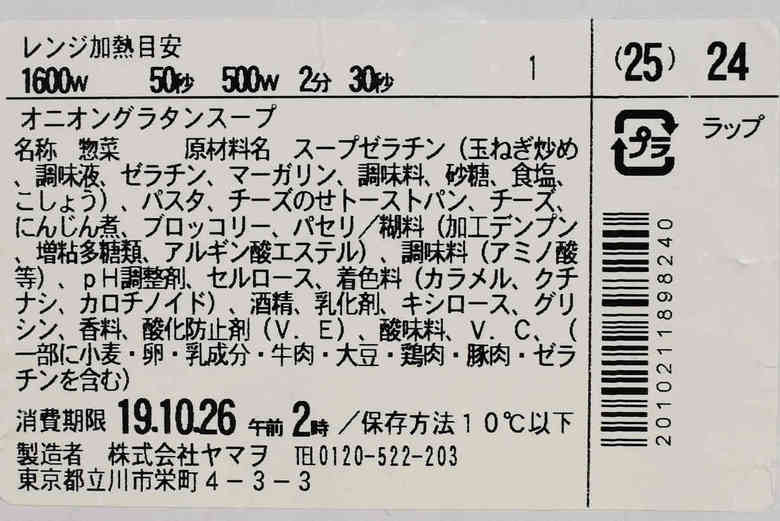 レンジ加熱目安
1600W 50秒 500W 2分 30秒
1
(25) 24
オニオングラタンスープ
名称 惣菜 原材料名 スープゼラチン（玉ねぎ炒め
、調味液、ゼラチン、マーガリン、調味料、砂糖、食塩、
こしょう）、パスタ、チーズのせトーストパン、チーズ、
にんじん煮、ブロッコリー、パセリ／糊料（加工デンプン
、増粘多糖類、アルギン酸エステル）、調味料（アミノ酸
等）、ｐＨ調整剤、セルロース、着色料（カラメル、クチ
ナシ、カロチノイド）、酒精、乳化剤、キシロース、グリ
シン、香料、酸化防止剤（Ｖ．Ｅ）、酸味料、Ｖ．Ｃ、（
一部に小麦・卵・乳成分・牛肉・大豆・鶏肉・豚肉・ゼラ
チンを含む）
消費期限 19.10.26 午前 2時 ／保存方法１０℃以下
製造者 株式会社ヤマヲ TEL0120-522-203
東京都立川市栄町４－３－３
プラ
ラップ
2010211898240